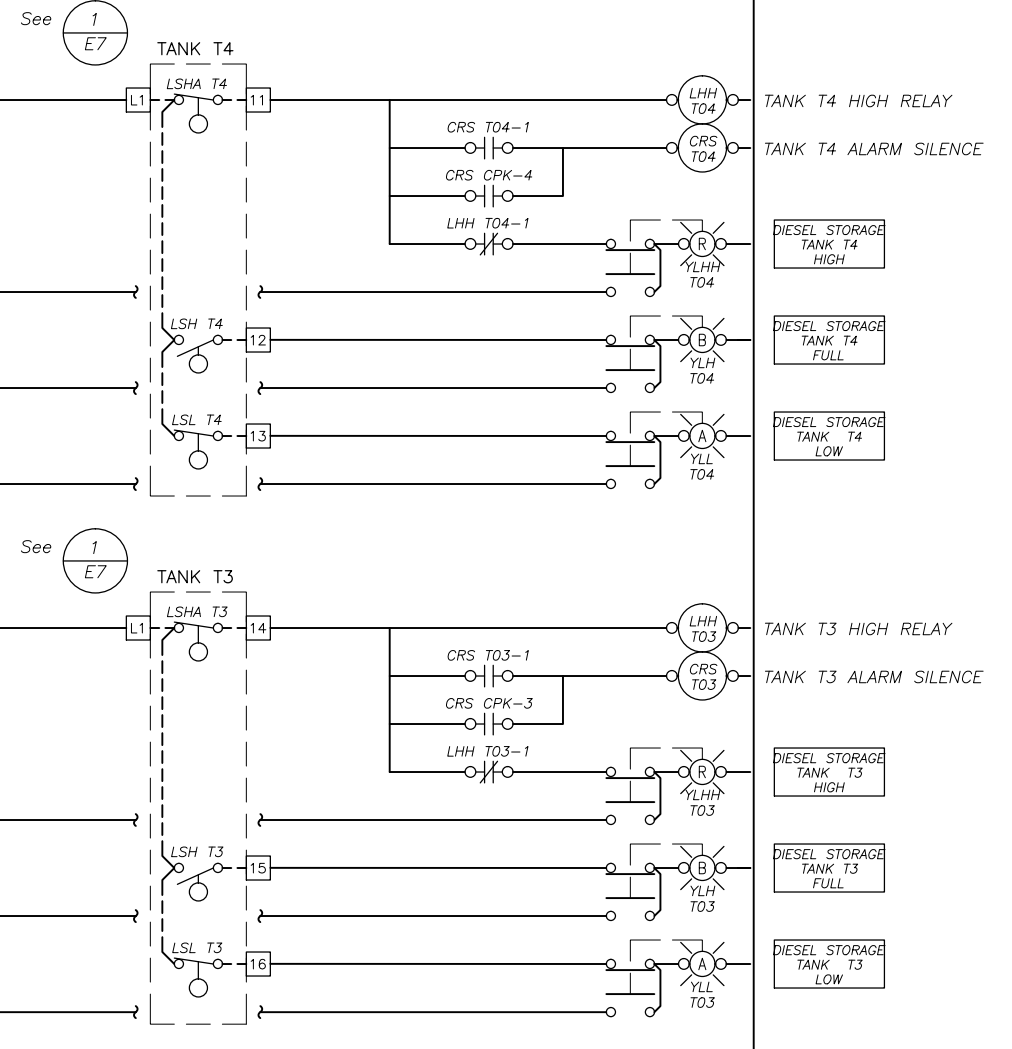 See 1
E7
TANK T4
LSHA T4
L1
11
LHH
T04
TANK T4 HIGH RELAY
CRS T04-1
CRS
T04
TANK T4 ALARM SILENCE
CRS CPK-4
LHH T04-1
R
YLHH
T04
DIESEL STORAGE
TANK T4
HIGH
LSH T4
12
B
YLH
T04
DIESEL STORAGE
TANK T4
FULL
LSL T4
13
A
YLL
T04
DIESEL STORAGE
TANK T4
LOW
See 1
E7
TANK T3
LSHA T3
L1
14
LHH
T03
TANK T3 HIGH RELAY
CRS T03-1
CRS
T03
TANK T3 ALARM SILENCE
CRS CPK-3
LHH T03-1
R
YLHH
T03
DIESEL STORAGE
TANK T3
HIGH
LSH T3
15
B
YLH
T03
DIESEL STORAGE
TANK T3
FULL
LSL T3
16
A
YLL
T03
DIESEL STORAGE
TANK T3
LOW